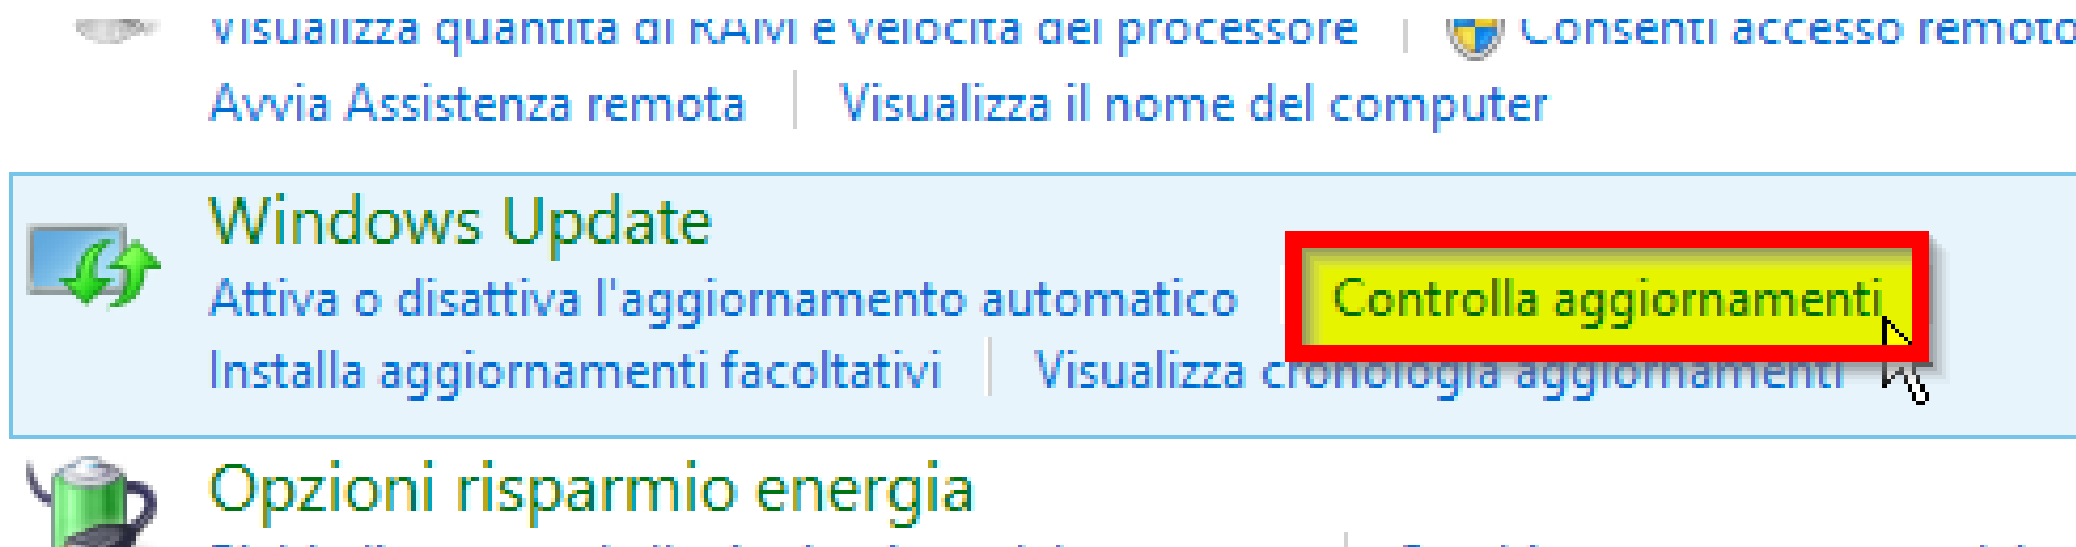 Visualizza quantità di RAM e velocità del processore Consenti accesso remoto
Avvia Assistenza remota Visualizza il nome del computer
Windows Update
Attiva o disattiva l'aggiornamento automatico Controlla aggiornamenti
Installa aggiornamenti facoltativi Visualizza cronologia aggiornamenti
Opzioni risparmio energia